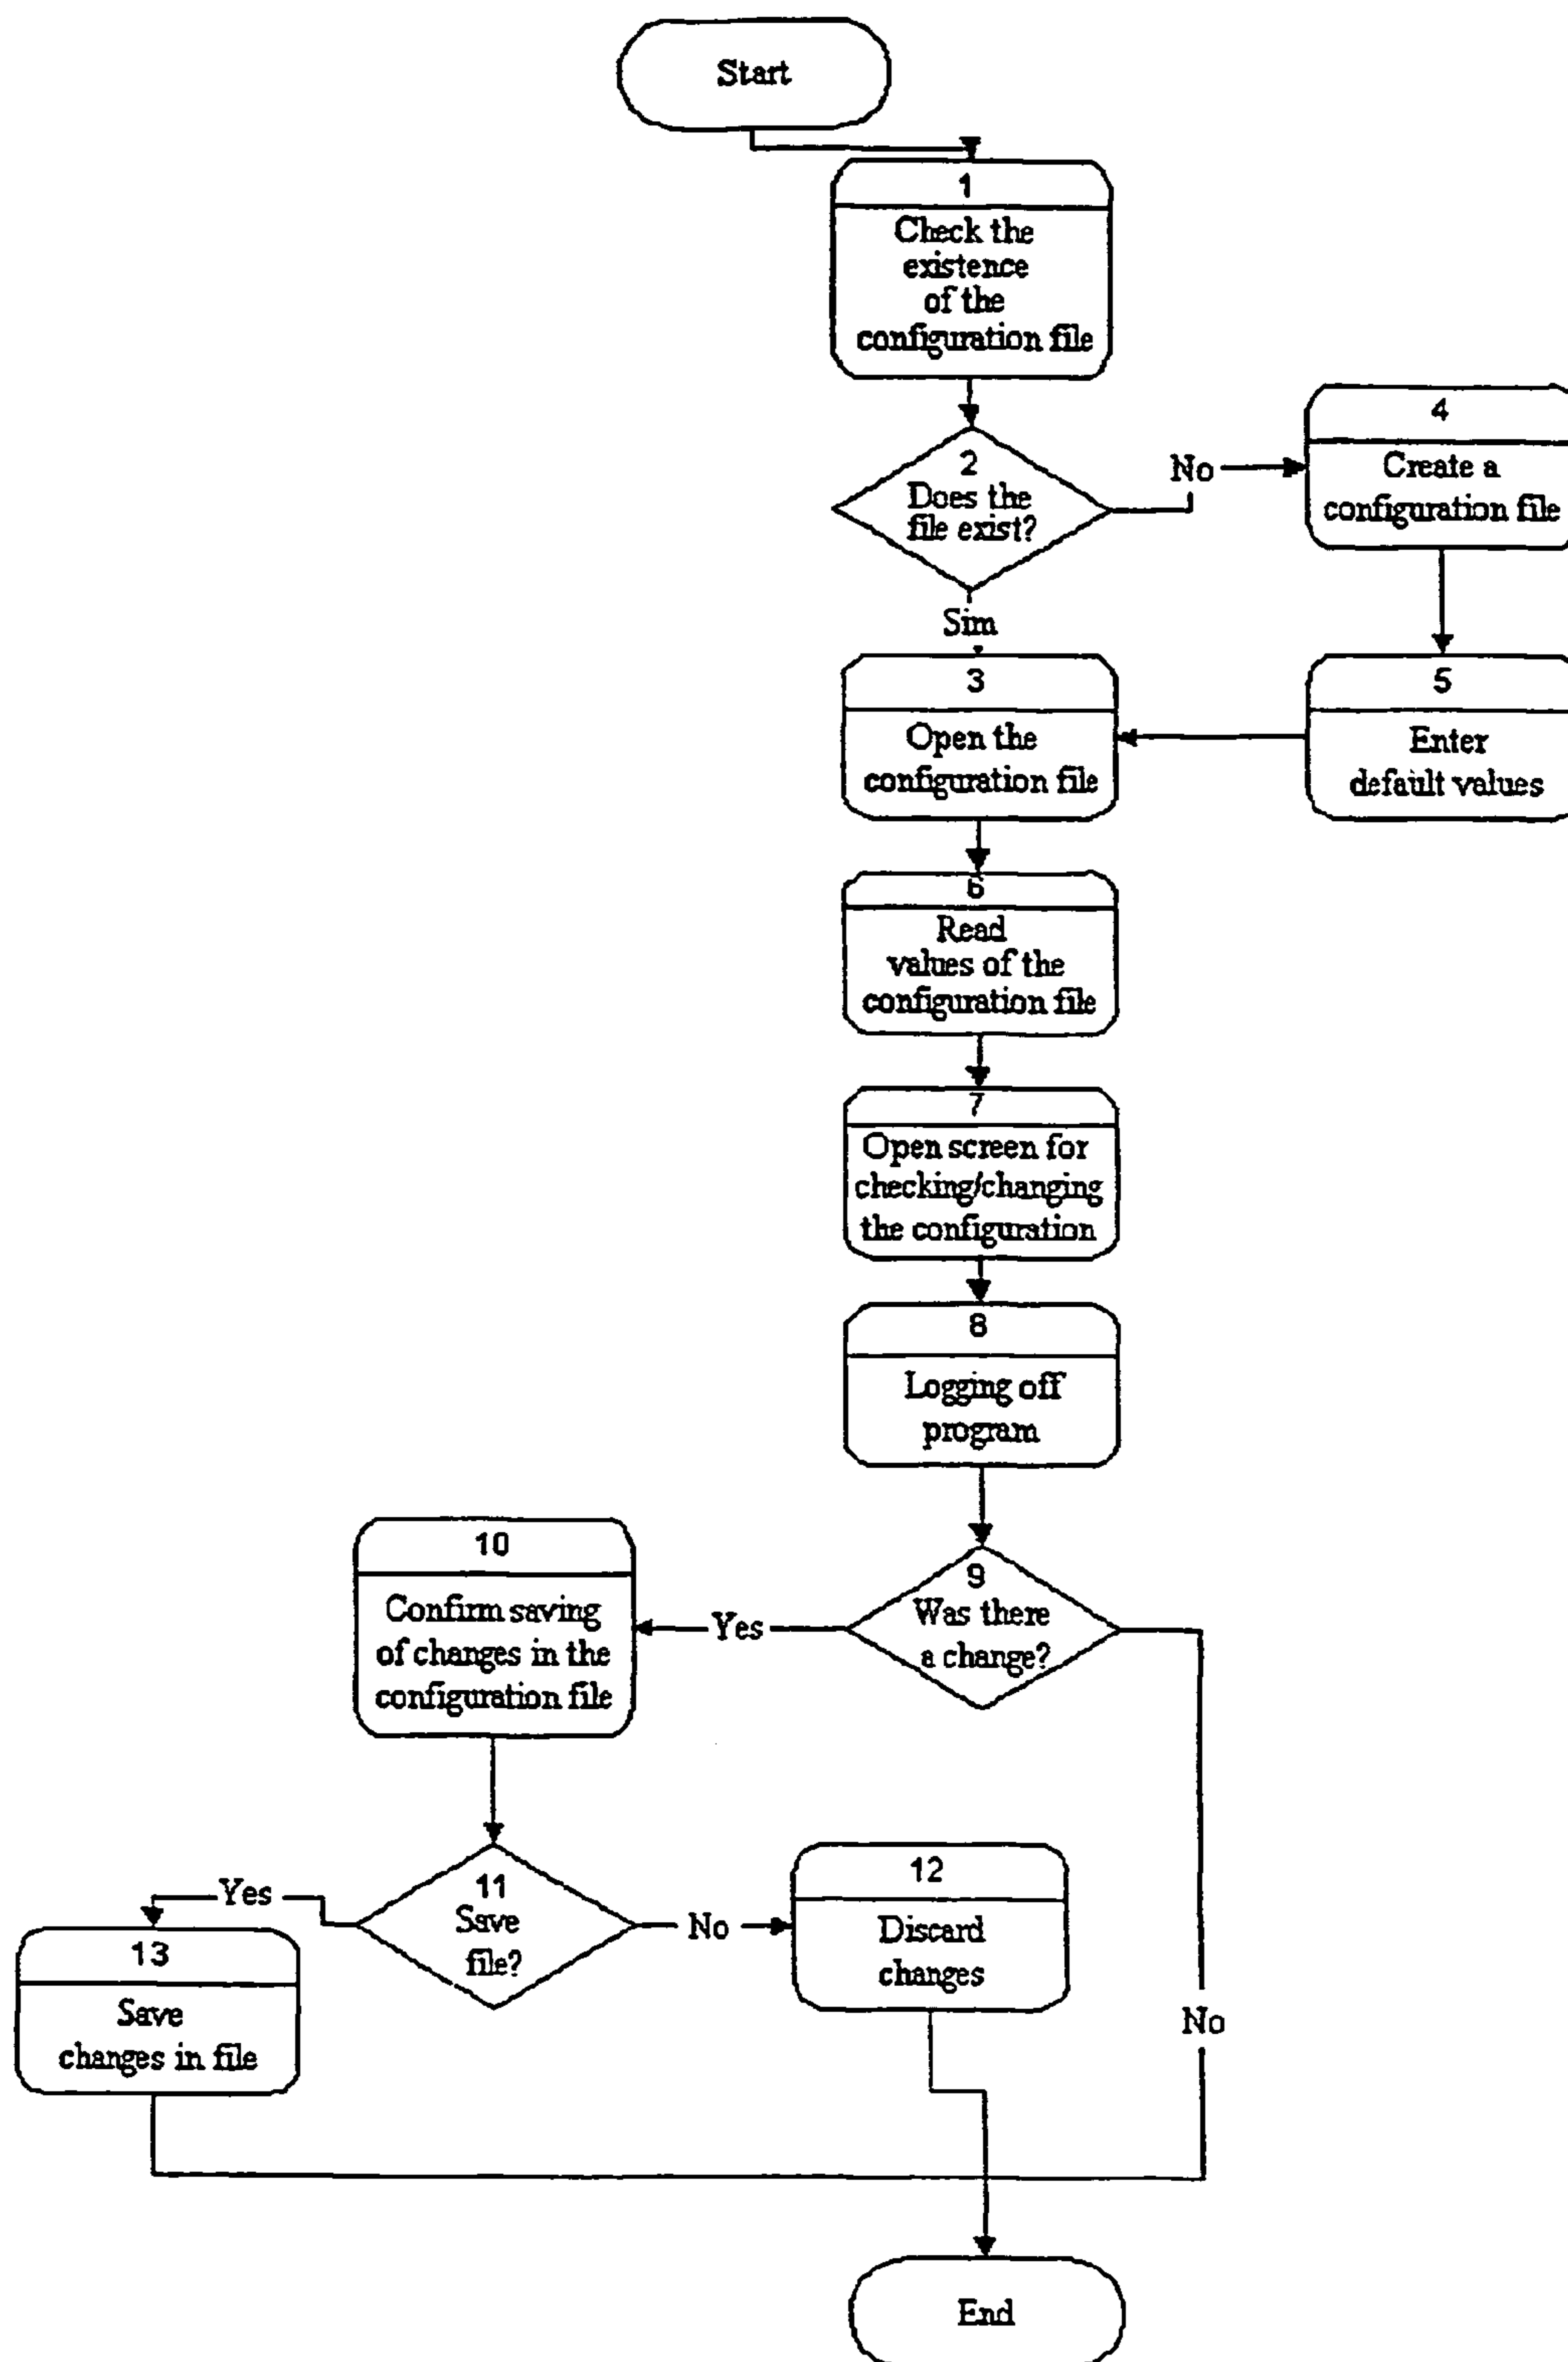 Start
1
Check the
existence
of the
configuration file
2
Does the
file exist?
No
4
Create a
configuration file
Sim
3
Open the
configuration file
5
Enter
default values
6
Read
values of the
configuration file
7
Open screen for
checking/changing
the configuration
8
Logging off
program
9
Was there
a change?
Yes
10
Confirm saving
of changes in the
configuration file
11
Save
file?
Yes
No
12
Discard
changes
13
Save
changes in file
No
End